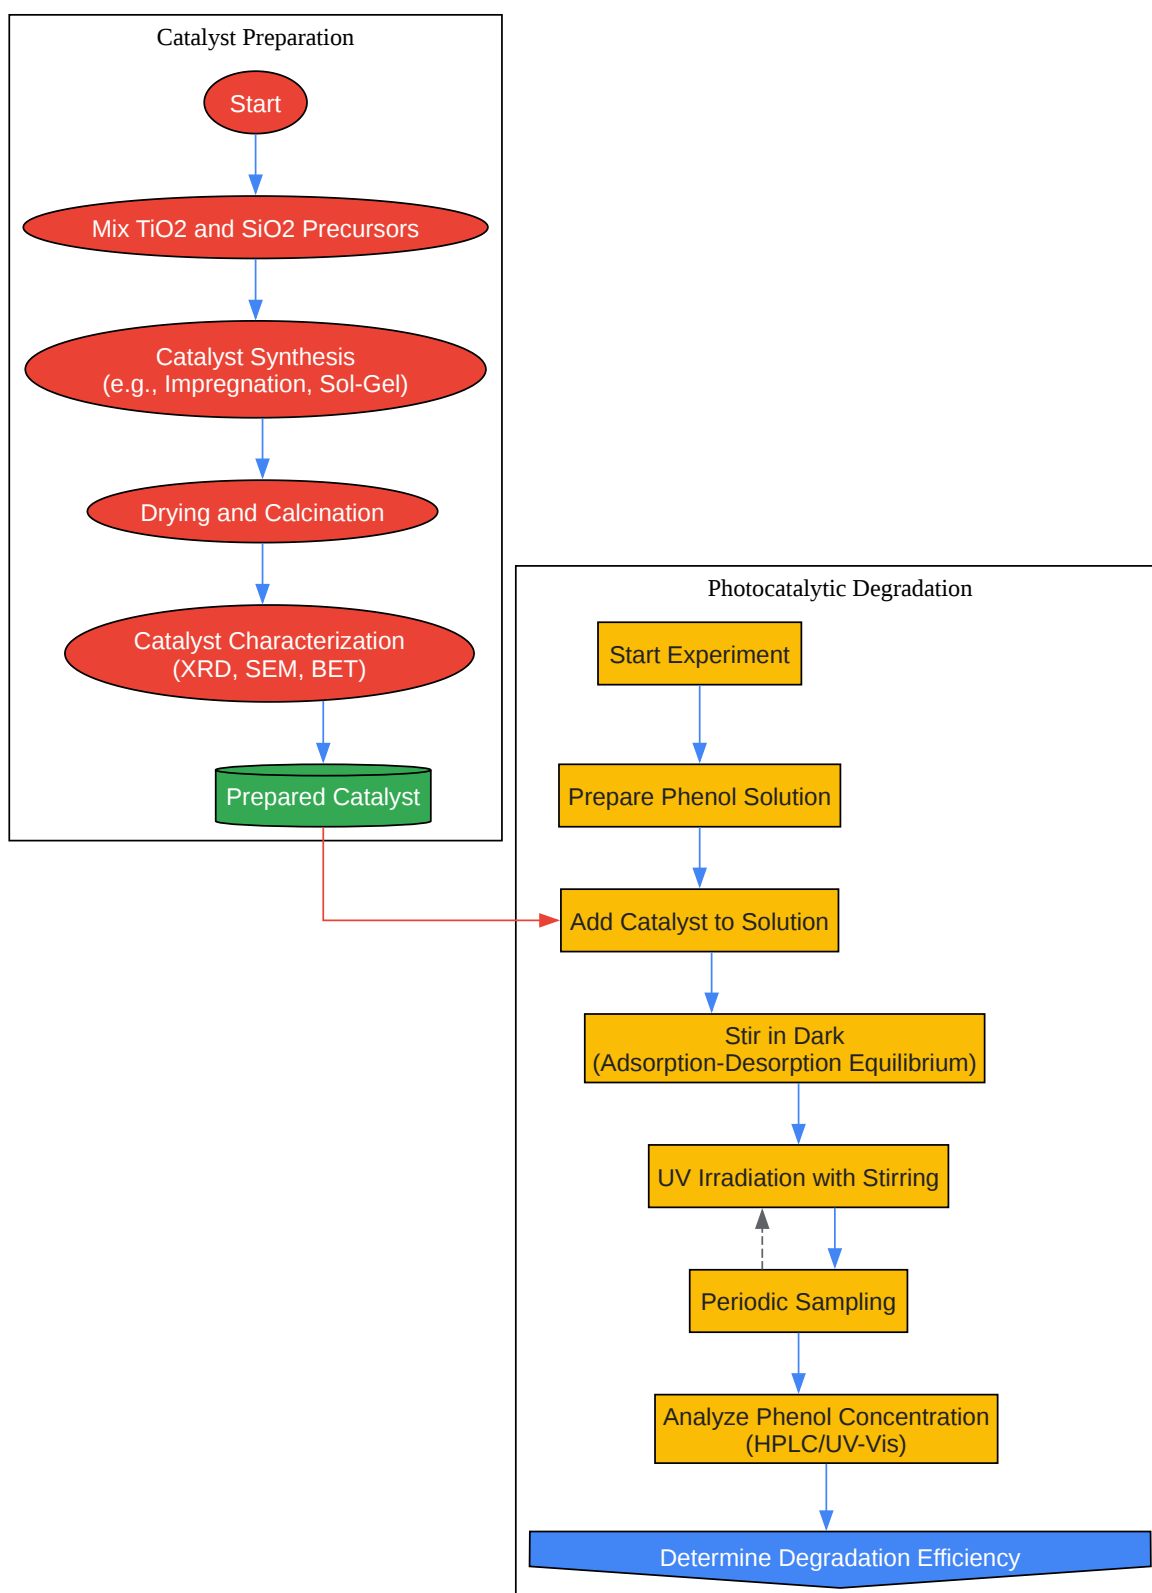 Catalyst Preparation
Start
Mix TiO2 and SiO2 Precursors
Catalyst Synthesis
(e.g., Impregnation, Sol-Gel)
Drying and Calcination
Catalyst Characterization
(XRD, SEM, BET)
Prepared Catalyst
Photocatalytic Degradation
Start Experiment
Prepare Phenol Solution
Add Catalyst to Solution
Stir in Dark
(Adsorption-Desorption Equilibrium)
UV Irradiation with Stirring
Periodic Sampling
Analyze Phenol Concentration
(HPLC/UV-Vis)
Determine Degradation Efficiency